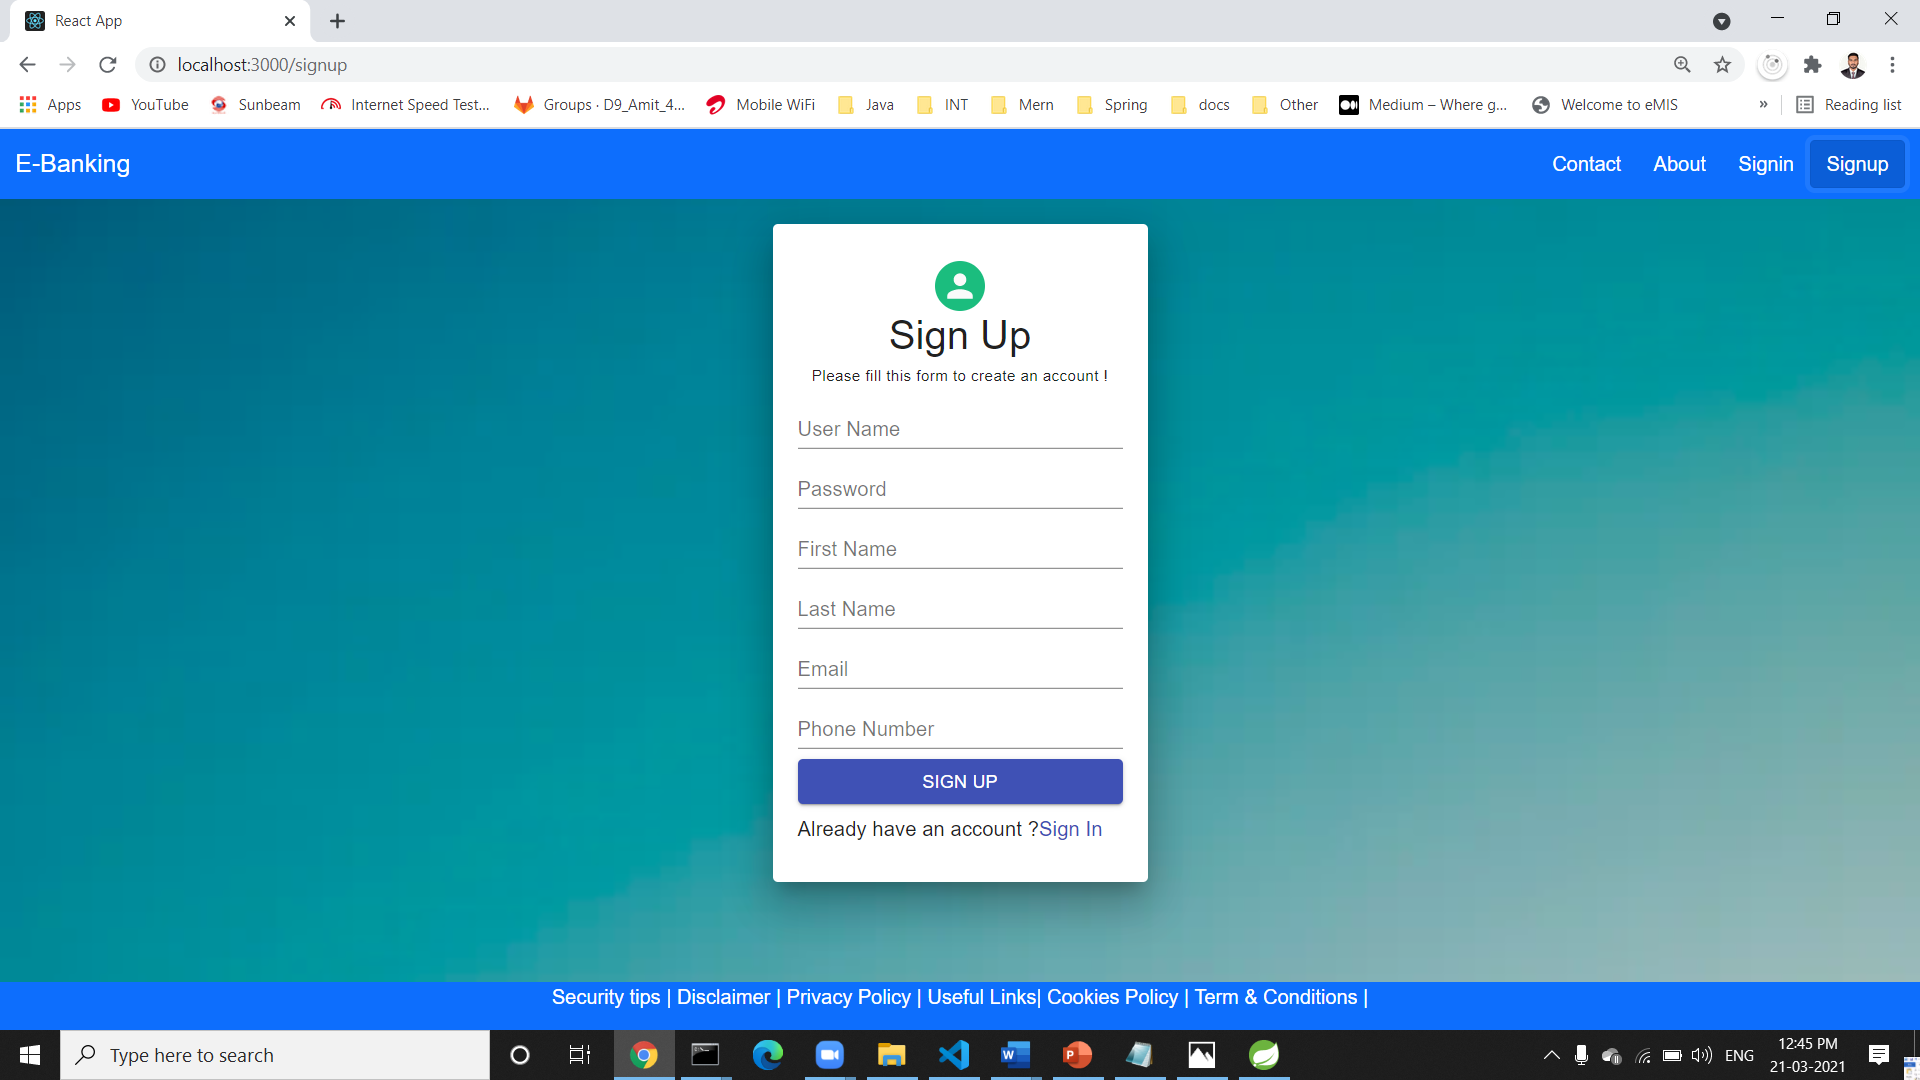 React App
localhost:3000/signup
Apps YouTube Sunbeam Internet Speed Test... Groups · D9_Amit_4... Mobile WiFi Java INT Mern Spring docs Other Medium – Where g... Welcome to eMIS » Reading list
E-Banking Contact About Signin Signup
Sign Up
Please fill this form to create an account !
User Name
Password
First Name
Last Name
Email
Phone Number
SIGN UP
Already have an account ?Sign In
Security tips | Disclaimer | Privacy Policy | Useful Links| Cookies Policy | Term & Conditions |
Type here to search
ENG
12:45 PM
21-03-2021